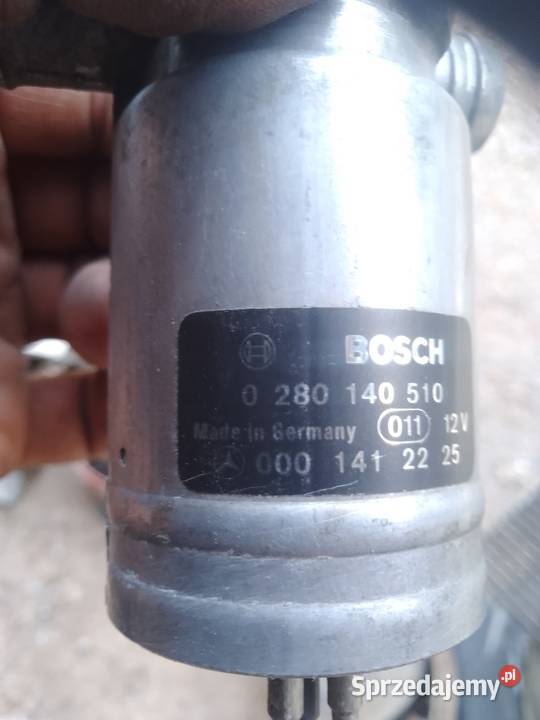 BOSCH
0 280 140 510
Made in Germany 011 12V
000 141 22 25
Sprzedajemy.pl